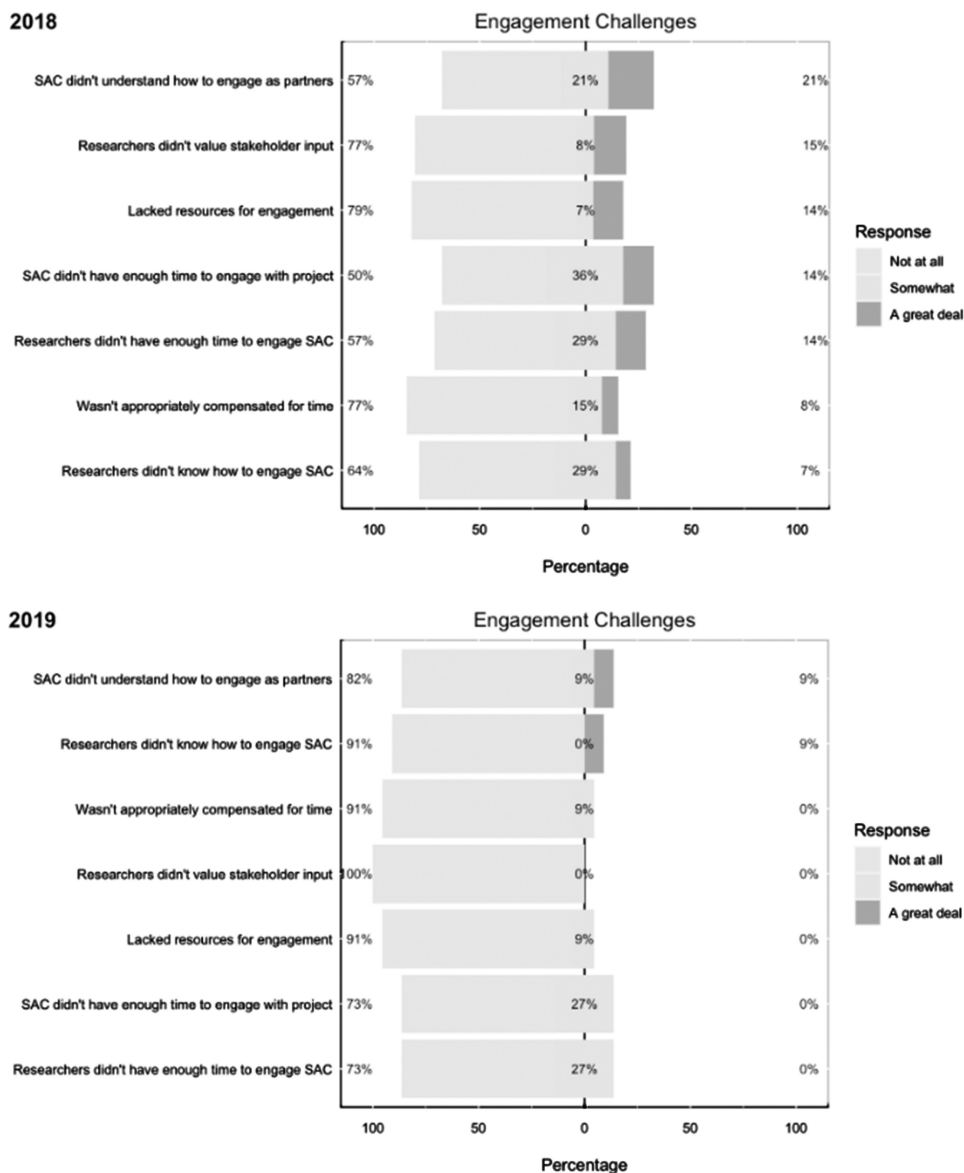 2018
Engagement Challenges
SAC didn't understand how to engage as partners 57% 21% 21%
Researchers didn't value stakeholder input 77% 8% 15%
Lacked resources for engagement 79% 7% 14%
SAC didn't have enough time to engage with project 50% 36% 14%
Researchers didn't have enough time to engage SAC 57% 29% 14%
Wasn't appropriately compensated for time 77% 15% 8%
Researchers didn't know how to engage SAC 64% 29% 7%
100 50 0 50 100
Percentage
Response
Not at all
Somewhat
A great deal
2019
Engagement Challenges
SAC didn't understand how to engage as partners 82% 9% 9%
Researchers didn't know how to engage SAC 91% 0% 9%
Wasn't appropriately compensated for time 91% 9% 0%
Researchers didn't value stakeholder input 100% 0% 0%
Lacked resources for engagement 91% 9% 0%
SAC didn't have enough time to engage with project 73% 27% 0%
Researchers didn't have enough time to engage SAC 73% 27% 0%
100 50 0 50 100
Percentage
Response
Not at all
Somewhat
A great deal